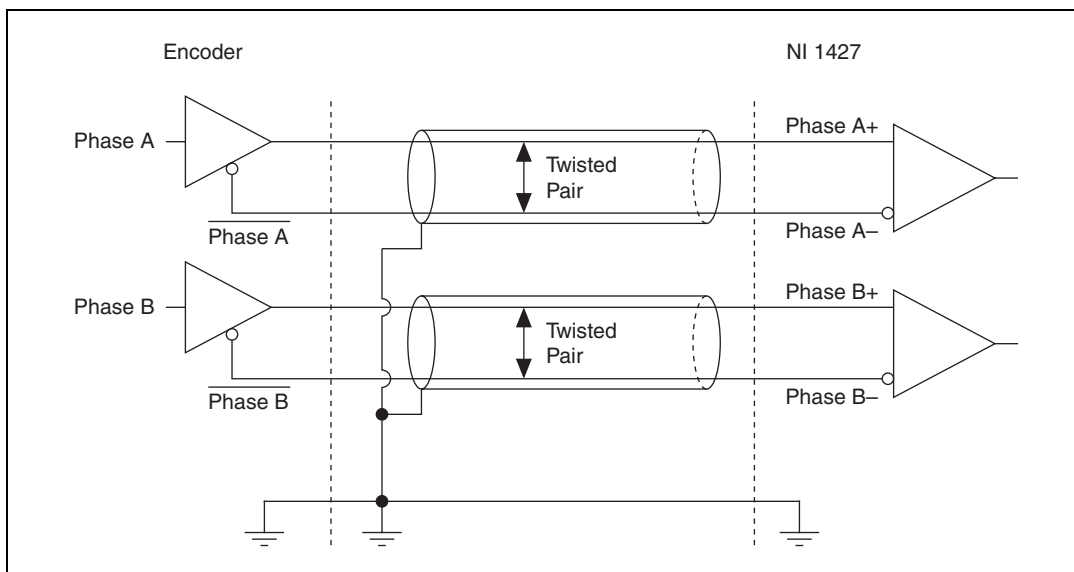 Encoder
NI 1427
Phase A
Phase A+
Twisted
Pair
Phase A
Phase A–
Phase B
Phase B+
Twisted
Pair
Phase B
Phase B–